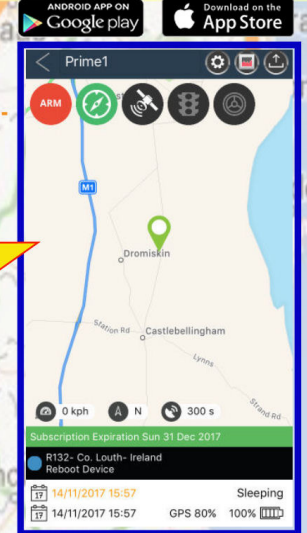 ANDROID APP ON
Google play
Download on the
App Store
Prime1
ARM
M1
Dromiskin
Station Rd
Castlebellingham
Lynns
Strand Rd
0 kph
N
300 s
Subscription Expiration Sun 31 Dec 2017
R132- Co. Louth- Ireland
Reboot Device
17 14/11/2017 15:57 Sleeping
17 14/11/2017 15:57 GPS 80% 100%